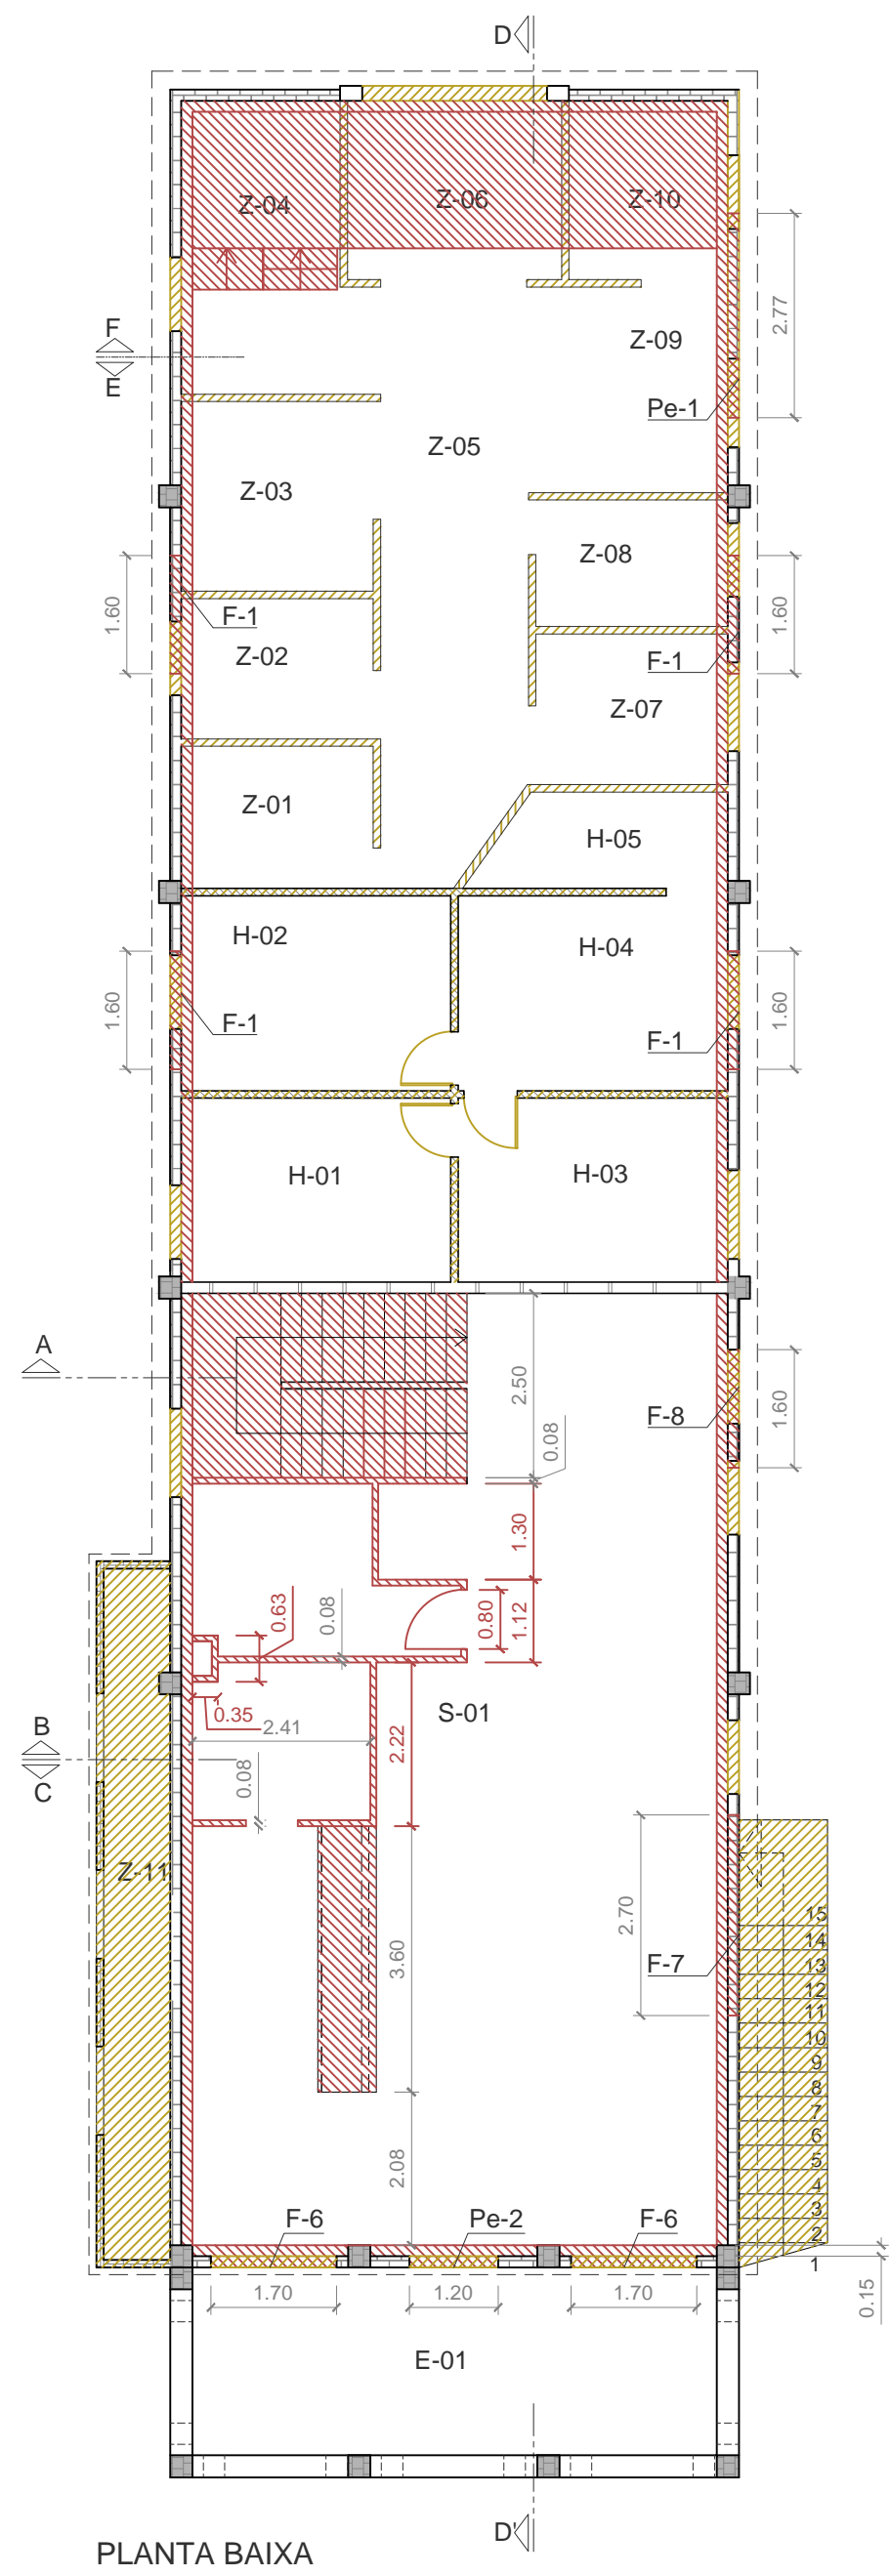 D
Z-04
Z-06
Z-10
2.77
F
E
Z-09
Pe-1
Z-05
Z-03
Z-08
1.60
F-1
1.60
Z-02
F-1
Z-07
Z-01
H-05
H-02
H-04
1.60
F-1
F-1
1.60
H-01
H-03
A
2.50
F-8
1.60
0.08
1.30
0.63
0.08
0.80
1.12
S-01
0.35
2.41
B
C
2.22
0.08
Z-11
15
2.70
14
3.60
F-7
13
12
11
10
9
8
7
6
5
4
2.08
3
F-6
Pe-2
F-6
2
1
1.70
1.20
1.70
0.15
E-01
D'
PLANTA BAIXA